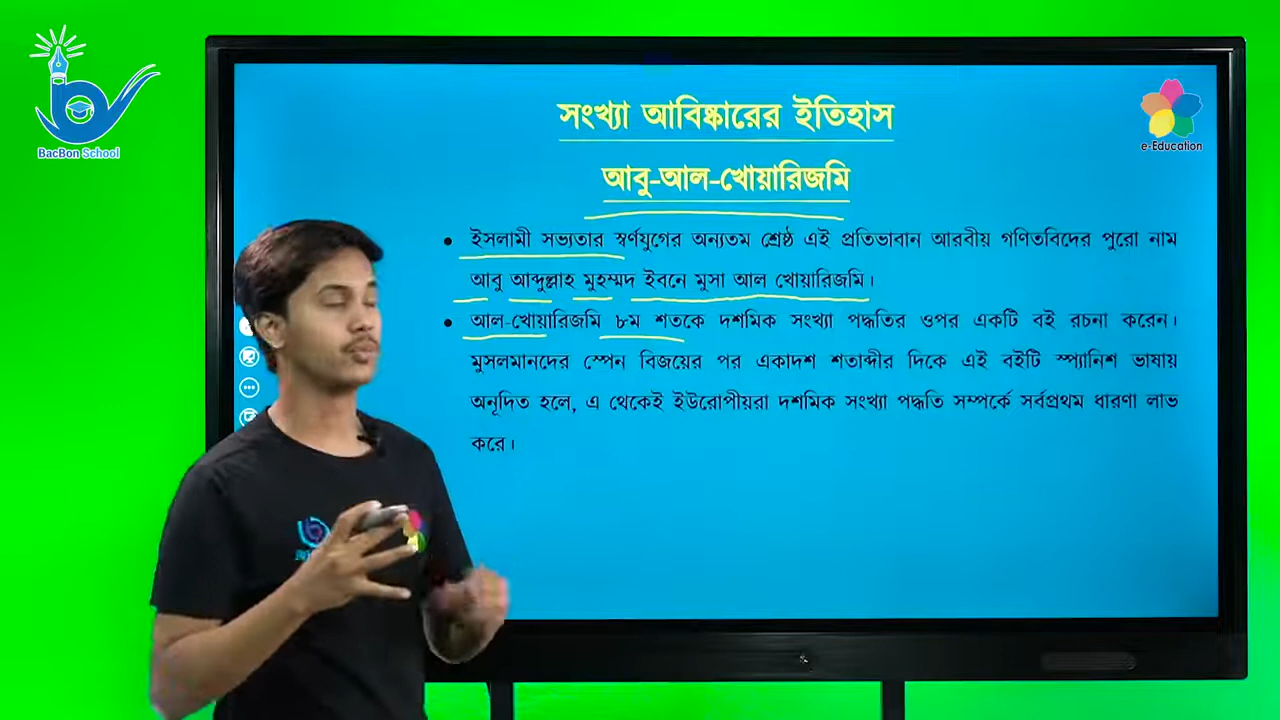 BacBon School
সংখ্যা আবিষ্কারের ইতিহাস
e-Education
আবু-আল-খোয়ারিজমি
• ইসলামী সভ্যতার স্বর্ণযুগের অন্যতম শ্রেষ্ঠ এই প্রতিভাবান আরবীয় গণিতবিদের পুরো নাম
আবু আব্দুল্লাহ মুহম্মদ ইবনে মুসা আল খোয়ারিজমি।
• আল-খোয়ারিজমি ৮ম শতকে দশমিক সংখ্যা পদ্ধতির ওপর একটি বই রচনা করেন।
মুসলমানদের স্পেন বিজয়ের পর একাদশ শতাব্দীর দিকে এই বইটি স্প্যানিশ ভাষায়
অনূদিত হলে, এ থেকেই ইউরোপীয়রা দশমিক সংখ্যা পদ্ধতি সম্পর্কে সর্বপ্রথম ধারণা লাভ
করে।